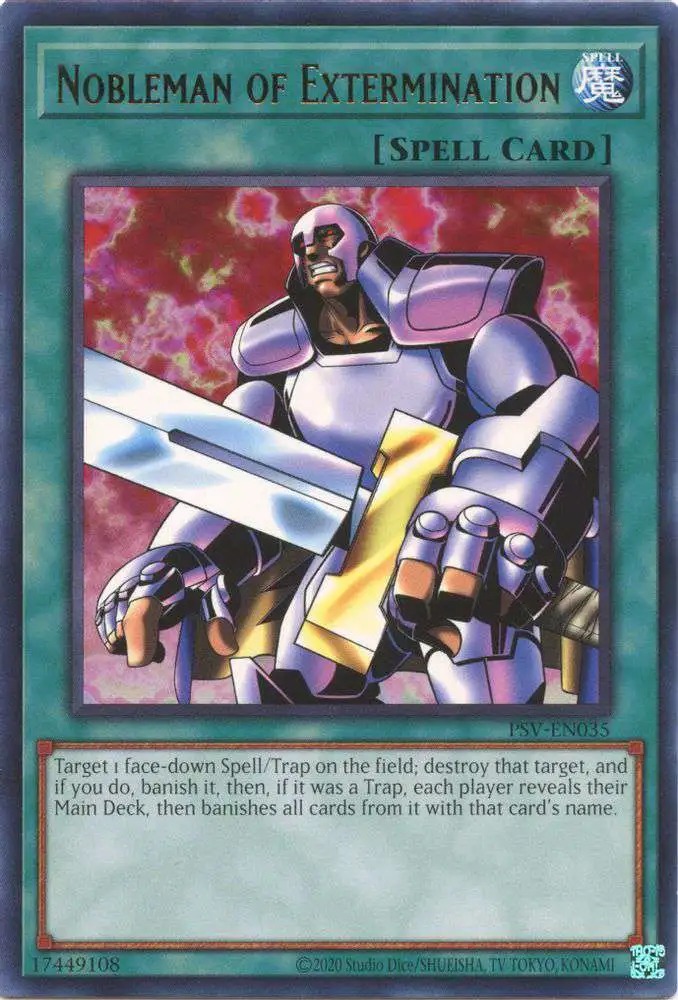 NOBLEMAN OF EXTERMINATION
SPELL
魔
[SPELL CARD]
PSV-EN035
Target 1 face-down Spell/Trap on the field; destroy that target, and
if you do, banish it, then, if it was a Trap, each player reveals their
Main Deck, then banishes all cards from it with that card's name.
17449108
©2020 Studio Dice/SHUEISHA, TV TOKYO, KONAMI